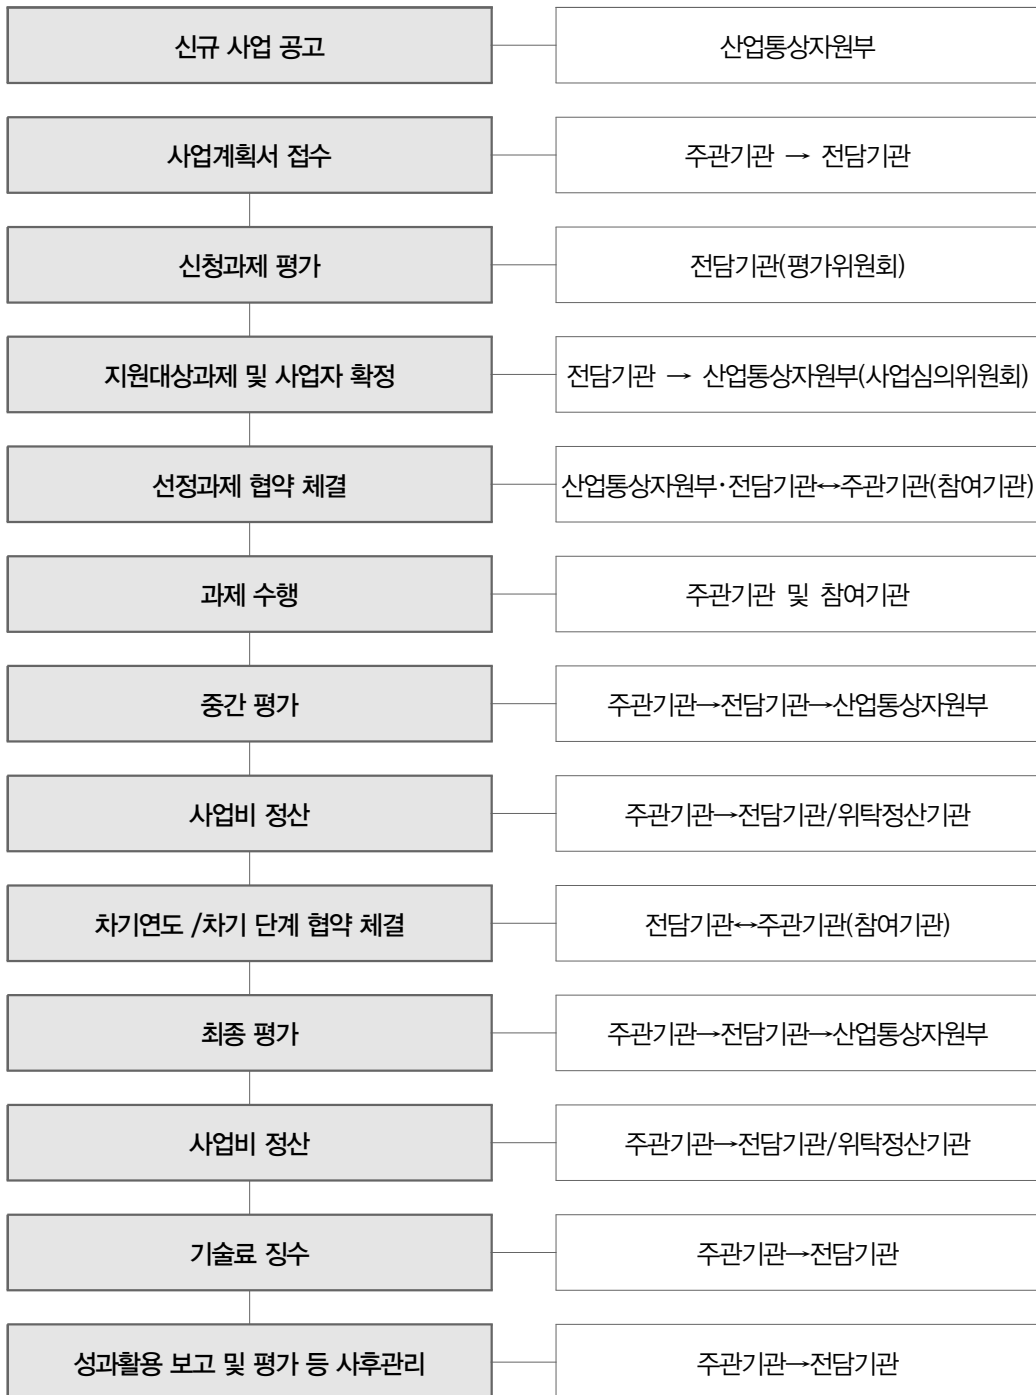 신규 사업 공고
산업통상자원부
사업계획서 접수
주관기관 → 전담기관
신청과제 평가
전담기관(평가위원회)
지원대상과제 및 사업자 확정
전담기관 → 산업통상자원부(사업심의위원회)
선정과제 협약 체결
산업통상자원부·전담기관↔주관기관(참여기관)
과제 수행
주관기관 및 참여기관
중간 평가
주관기관→전담기관→산업통상자원부
사업비 정산
주관기관→전담기관/위탁정산기관
차기연도 /차기 단계 협약 체결
전담기관↔주관기관(참여기관)
최종 평가
주관기관→전담기관→산업통상자원부
사업비 정산
주관기관→전담기관/위탁정산기관
기술료 징수
주관기관→전담기관
성과활용 보고 및 평가 등 사후관리
주관기관→전담기관